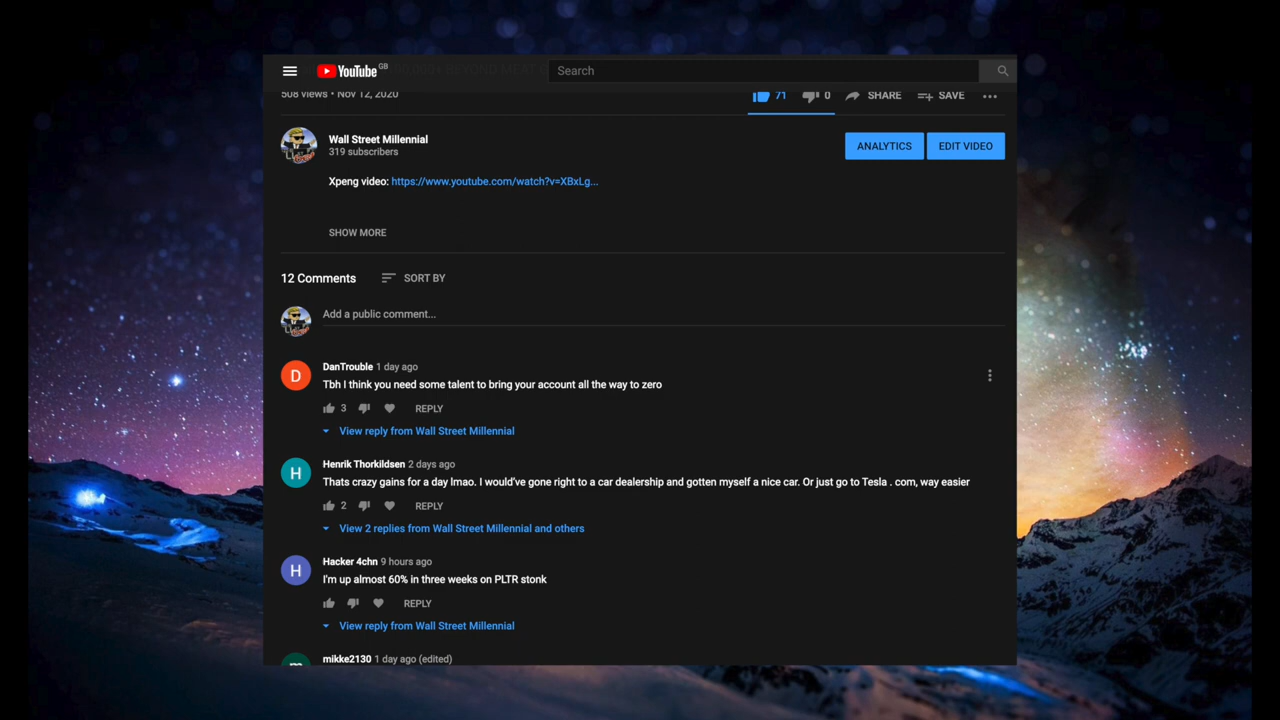 YouTube GB
Search
508 views • Nov 12, 2020
71 0 SHARE SAVE
Wall Street Millennial
319 subscribers
ANALYTICS EDIT VIDEO
Xpeng video: https://www.youtube.com/watch?v=XBxLg...
SHOW MORE
12 Comments SORT BY
Add a public comment...
D
DanTrouble 1 day ago
Tbh I think you need some talent to bring your account all the way to zero
3 REPLY
View reply from Wall Street Millennial
H
Henrik Thorkildsen 2 days ago
Thats crazy gains for a day lmao. I would've gone right to a car dealership and gotten myself a nice car. Or just go to Tesla . com, way easier
2 REPLY
View 2 replies from Wall Street Millennial and others
H
Hacker 4chn 9 hours ago
I'm up almost 60% in three weeks on PLTR stonk
REPLY
View reply from Wall Street Millennial
mikke2130 1 day ago (edited)